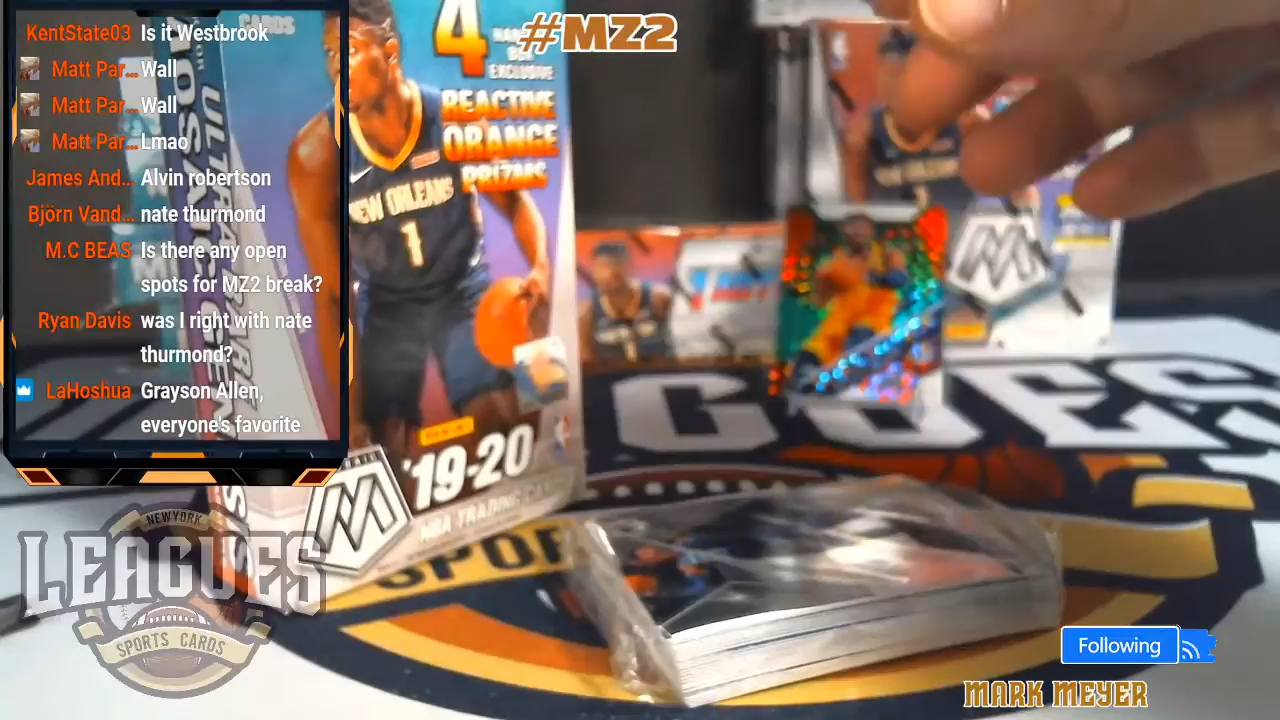 KentState03 Is it Westbrook
Matt Par... Wall
Matt Par... Wall
Matt Par... Lmao
James And... Alvin robertson
Björn Vand... nate thurmond
M.C BEAS Is there any open
spots for MZ2 break?
Ryan Davis was I right with nate
thurmond?
LaHoshua Grayson Allen,
everyone's favorite
#MZ2
CARDS
4
EXCLUSIVE
REACTIVE
ORANGE
PRIZMS
NEW ORLEANS
1
PANINI
'19-20
NBA TRADING
NEWYORK
LEAGUES
SPORTS CARDS
Following
MARK MEYER